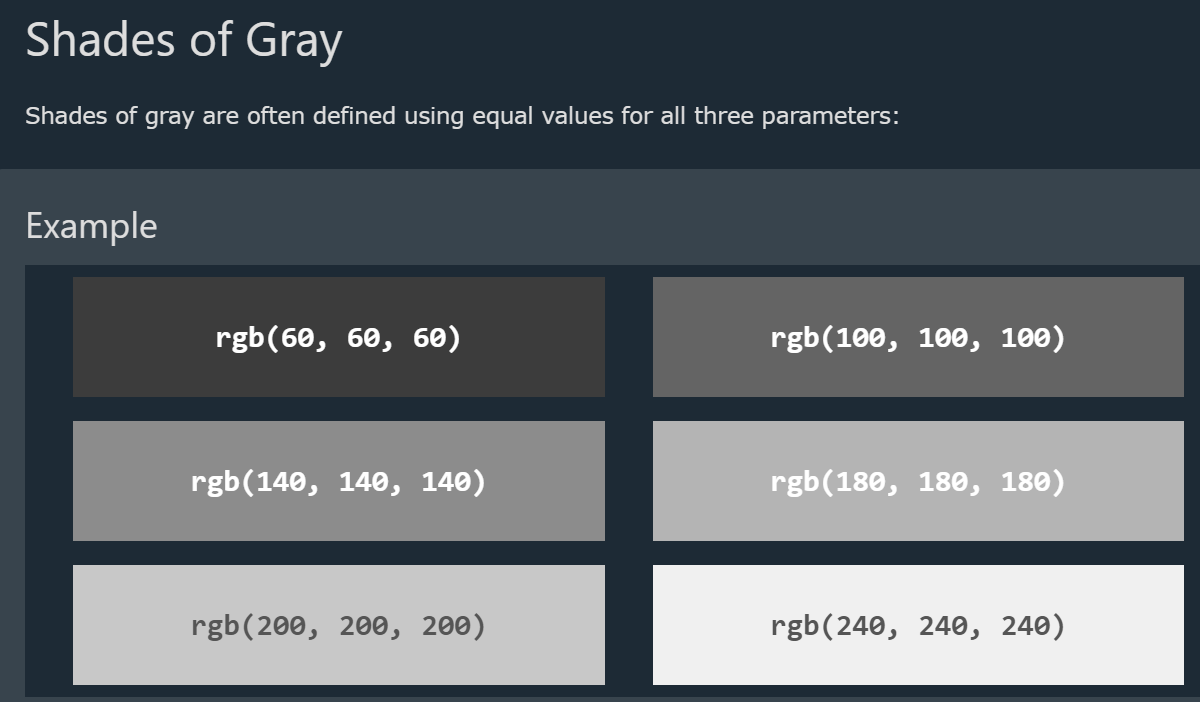 Shades of Gray
Shades of gray are often defined using equal values for all three parameters:
Example
rgb(60, 60, 60)
rgb(100, 100, 100)
rgb(140, 140, 140)
rgb(180, 180, 180)
rgb(200, 200, 200)
rgb(240, 240, 240)